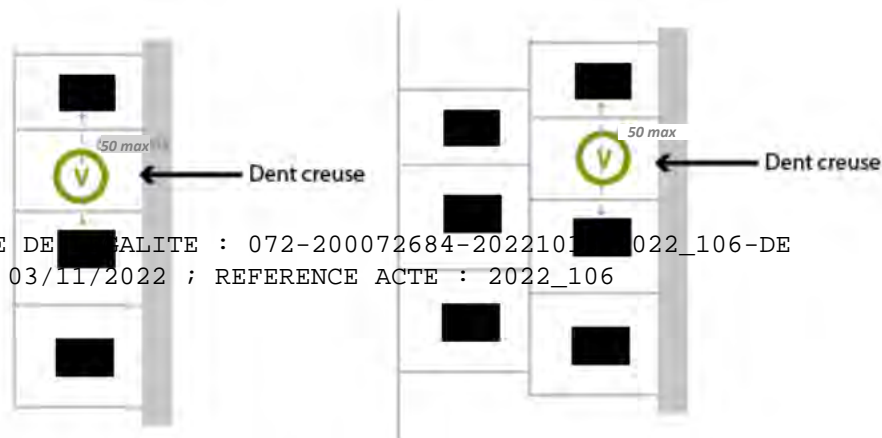 50 max
50 max
V
Dent creuse
V
Dent creuse
E DE ALITE : 072-200072684-202210 022_106-DE
03/11/2022 ; REFERENCE ACTE : 2022_106